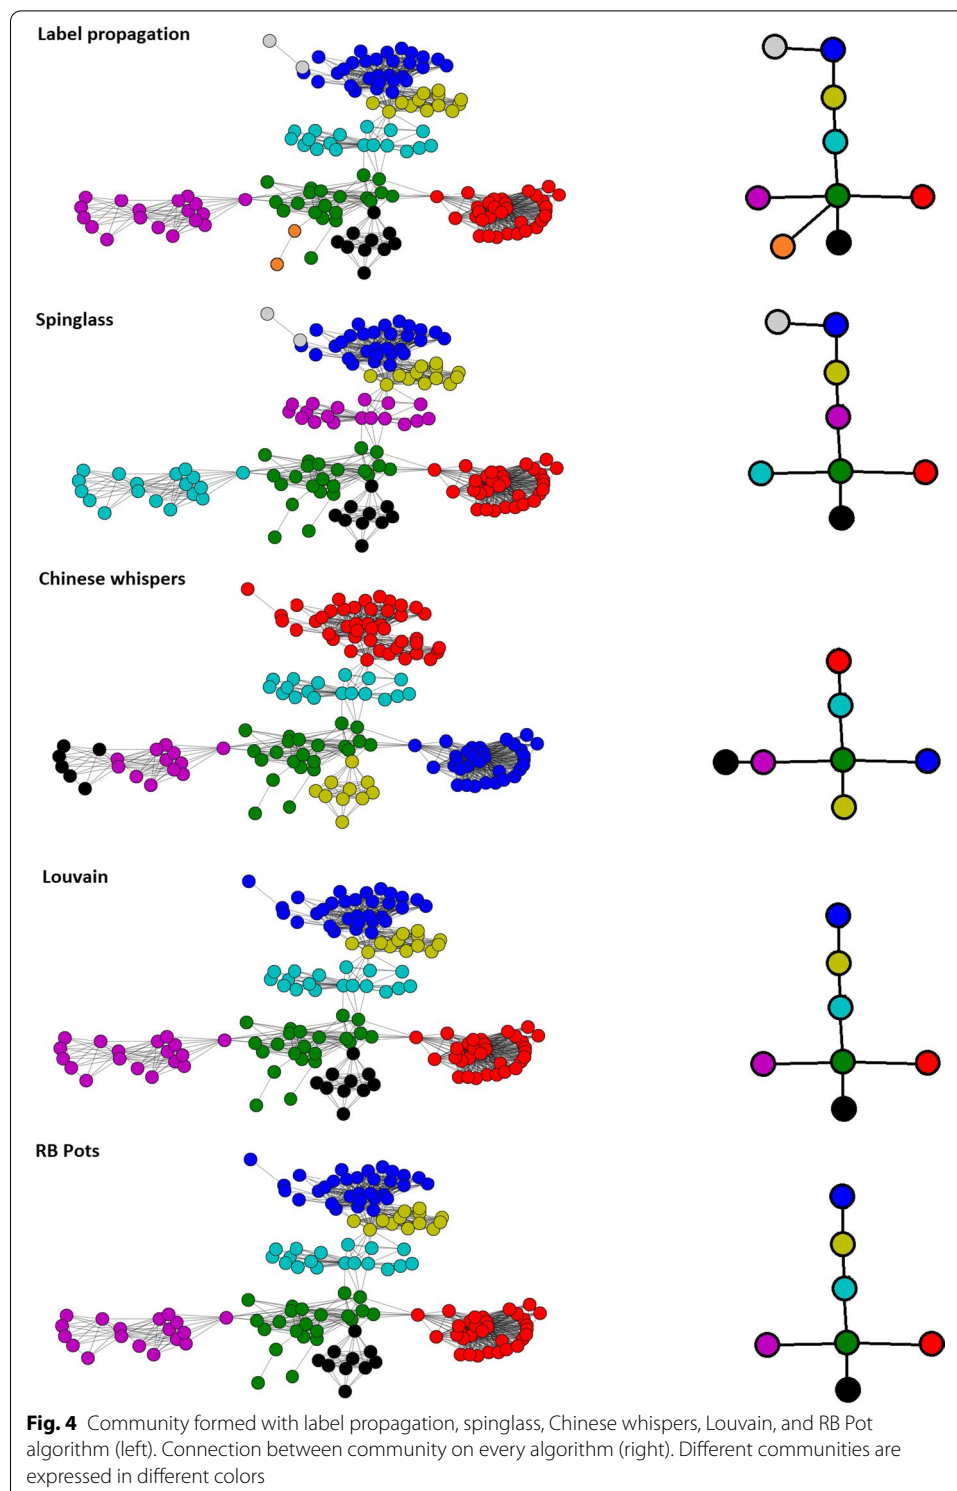 Label propagation
Spinglass
Chinese whispers
Louvain
RB Pots
Fig. 4 Community formed with label propagation, spinglass, Chinese whispers, Louvain, and RB Pot
algorithm (left). Connection between community on every algorithm (right). Different communities are
expressed in different colors